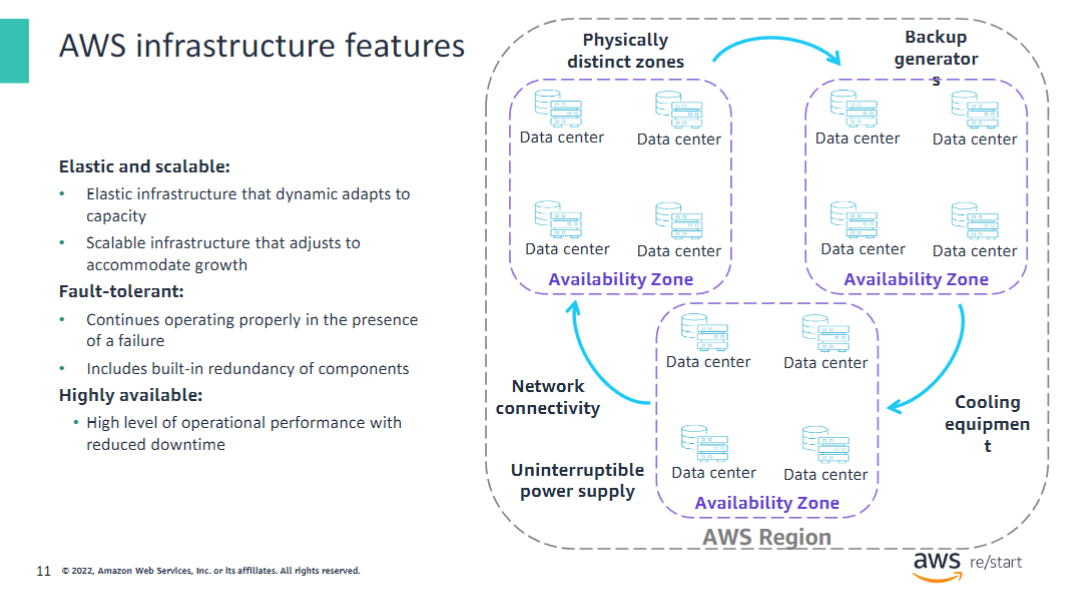 AWS infrastructure features
Elastic and scalable:
• Elastic infrastructure that dynamic adapts to
capacity
• Scalable infrastructure that adjusts to
accommodate growth
Fault-tolerant:
• Continues operating properly in the presence
of a failure
• Includes built-in redundancy of components
Highly available:
• High level of operational performance with
reduced downtime
Physically
distinct zones
Backup
generator
s
Data center
Data center
Data center
Data center
Availability Zone
Data center
Data center
Data center
Data center
Availability Zone
Data center
Data center
Data center
Data center
Availability Zone
Network
connectivity
Uninterruptible
power supply
Cooling
equipmen
t
AWS Region
11 © 2022, Amazon Web Services, Inc. or its affiliates. All rights reserved.
aws re/start